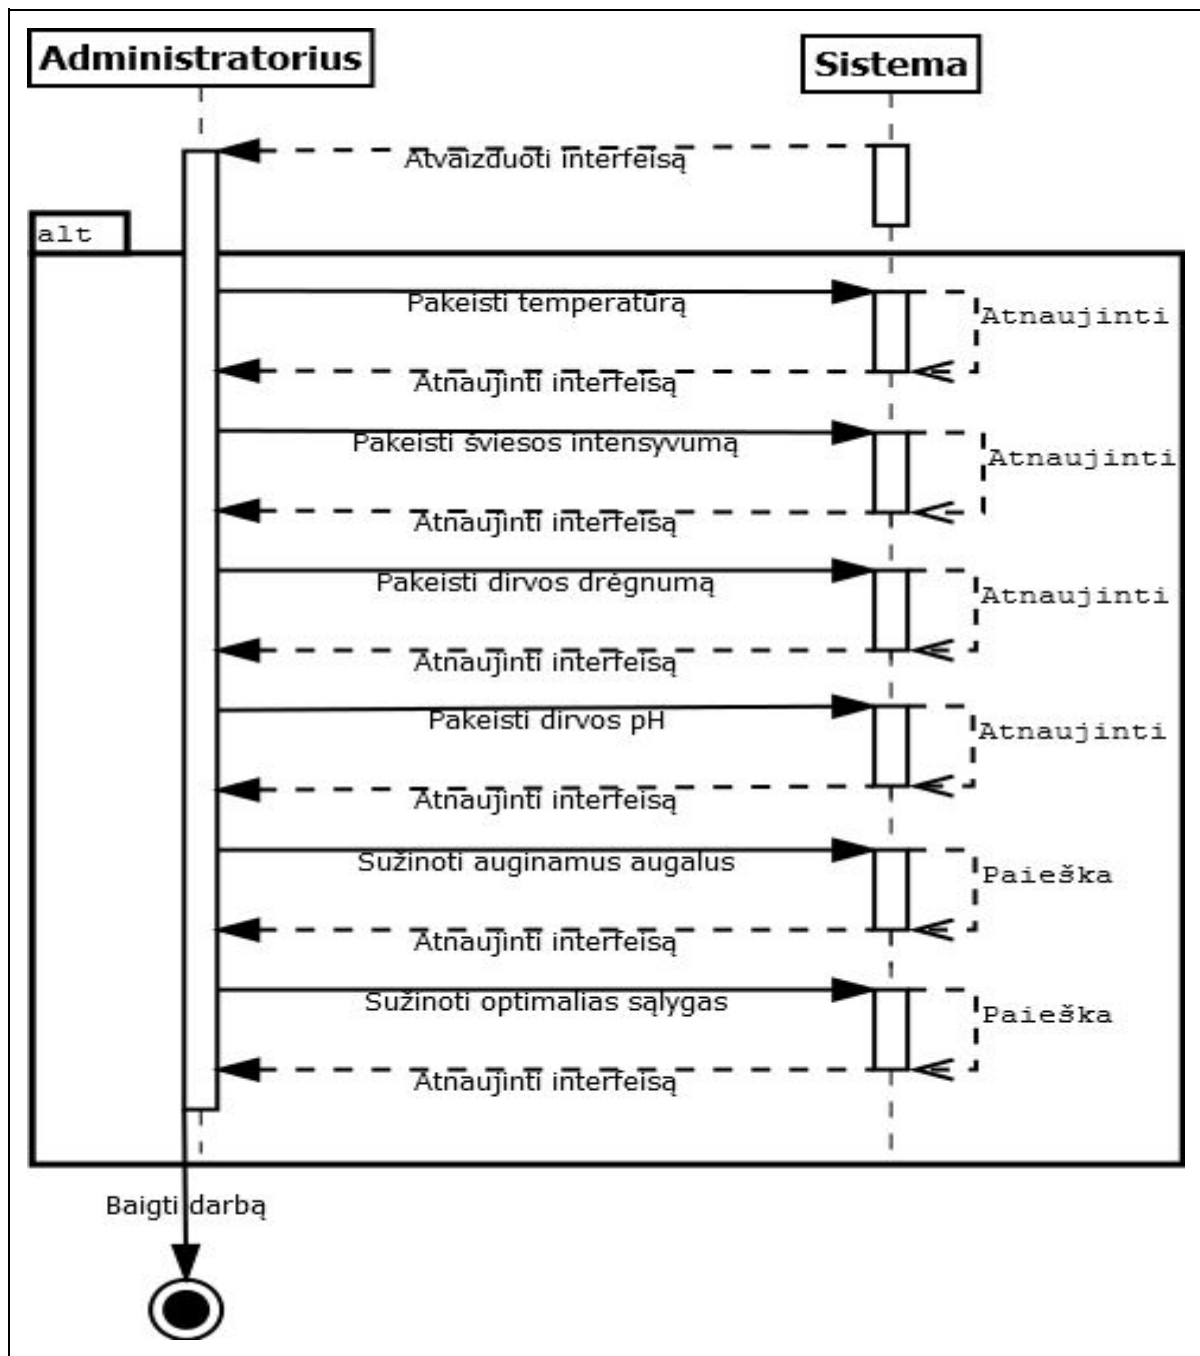 Administratorius
Sistema
Atvaizduoti interfeisą
alt
Pakeisti temperatūrą
Atnaujinti
Atnaujinti interfeisą
Pakeisti šviesos intensyvumą
Atnaujinti
Atnaujinti interfeisą
Pakeisti dirvos drėgnumą
Atnaujinti
Atnaujinti interfeisą
Pakeisti dirvos pH
Atnaujinti
Atnaujinti interfeisą
Sužinoti auginamus augalus
Paieška
Atnaujinti interfeisą
Sužinoti optimalias sąlygas
Paieška
Atnaujinti interfeisą
Baigti darbą